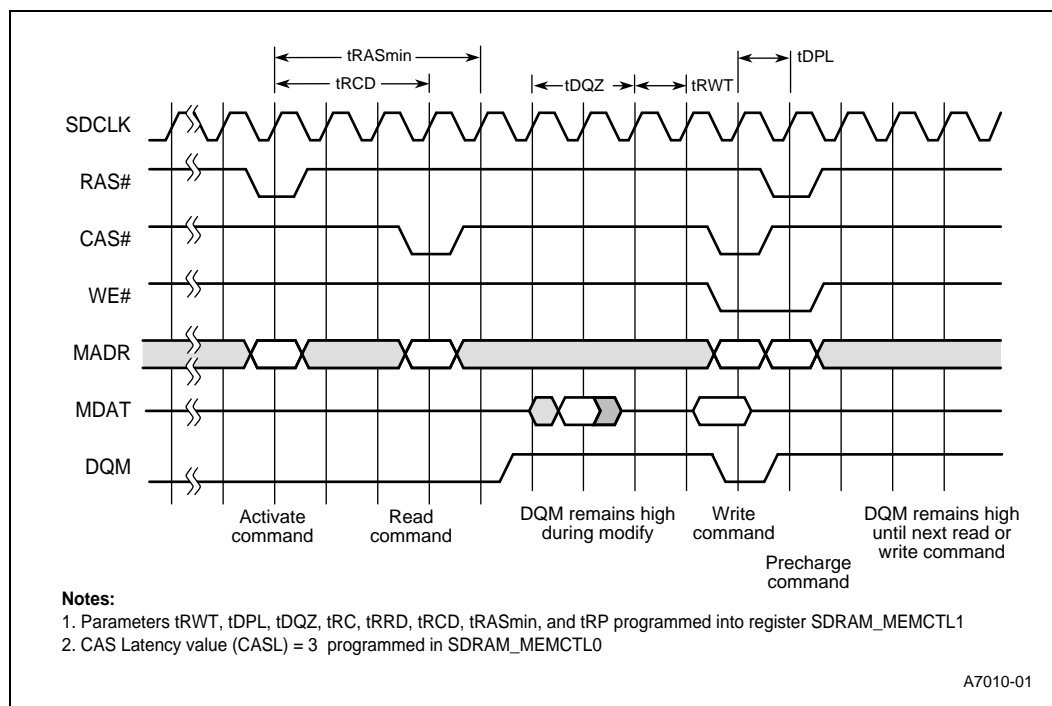 tRASmin
tDPL
tRCD
tDQZ
tRWT
SDCLK
RAS#
CAS#
WE#
MADR
MDAT
DQM
Activate
command
Read
command
DQM remains high
during modify
Write
command
Precharge
command
DQM remains high
until next read or
write command
Notes:
1. Parameters tRWT, tDPL, tDQZ, tRC, tRRD, tRCD, tRASmin, and tRP programmed into register SDRAM_MEMCTL1
2. CAS Latency value (CASL) = 3 programmed in SDRAM_MEMCTL0
A7010-01